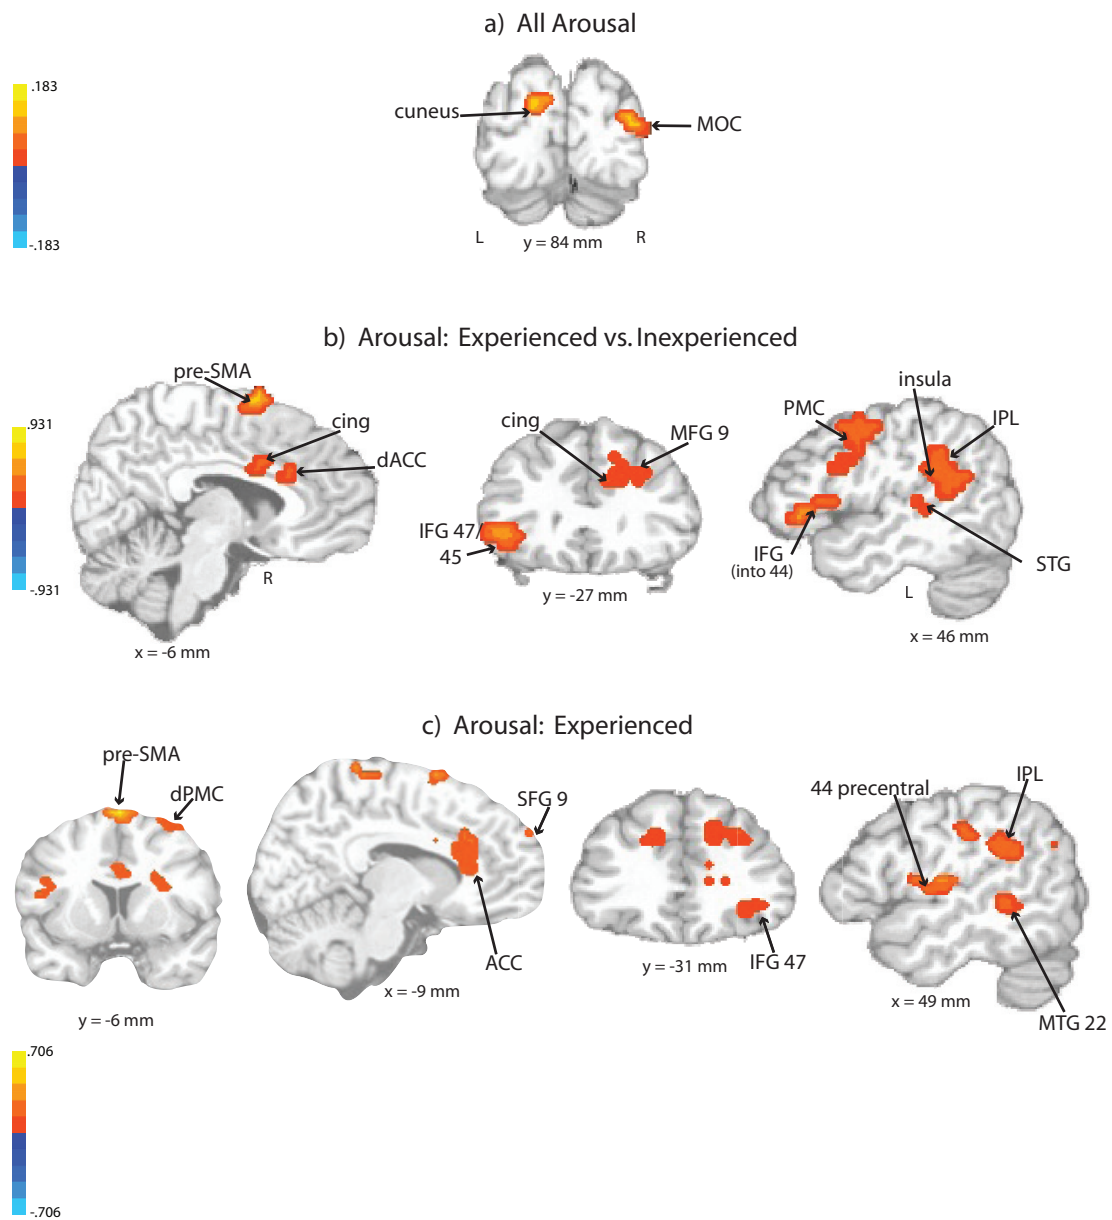 a) All Arousal
.183
cuneus
MOC
-.183
L
y = 84 mm
R
b) Arousal: Experienced vs. Inexperienced
pre-SMA
cing
dACC
.931
-.931
R
x = -6 mm
cing
MFG 9
IFG 47/
45
y = -27 mm
insula
PMC
IPL
IFG
(into 44)
STG
L
x = 46 mm
c) Arousal: Experienced
pre-SMA
dPMC
y = -6 mm
SFG 9
ACC
x = -9 mm
y = -31 mm
IFG 47
44 precentral
IPL
x = 49 mm
MTG 22
.706
-.706